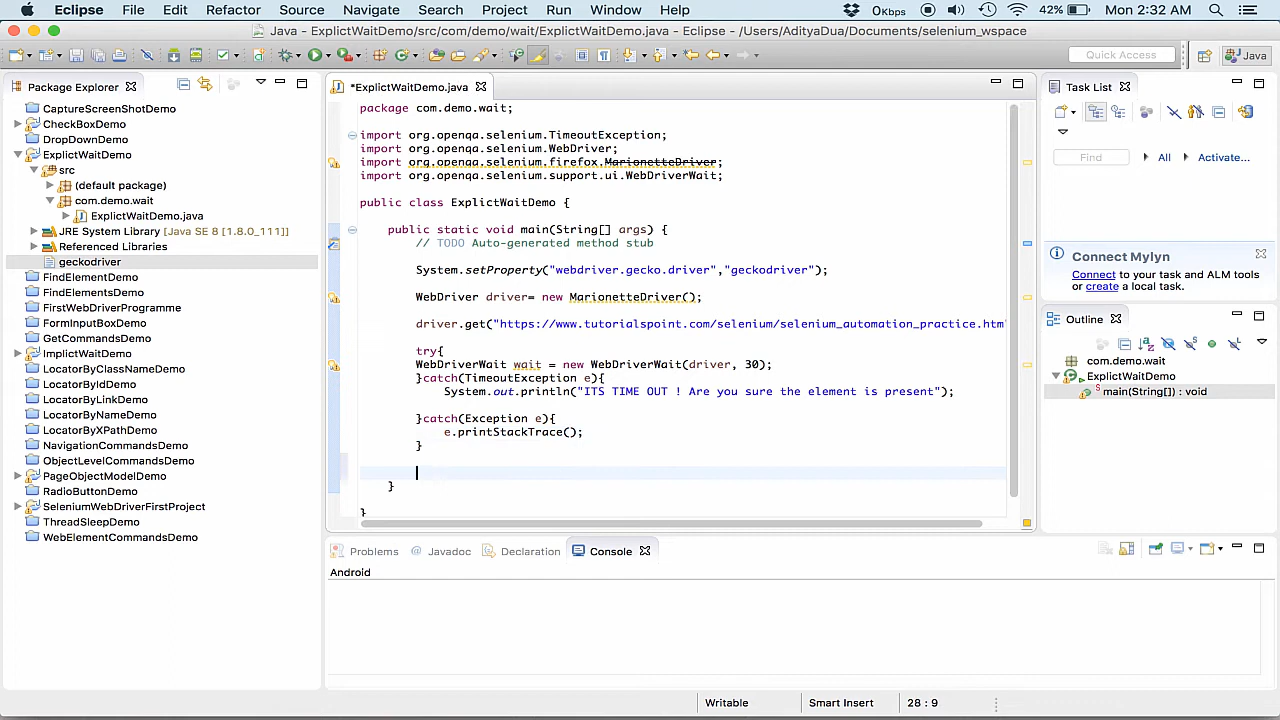 Eclipse File Edit Refactor Source Navigate Search Project Run Window Help 0Kbps 42% Mon 2:32 AM
Java - ExplictWaitDemo/src/com/demo/wait/ExplictWaitDemo.java - Eclipse - /Users/AdityaDua/Documents/selenium_wspace
Quick Access Java
Package Explorer
CaptureScreenShotDemo
CheckBoxDemo
DropDownDemo
ExplictWaitDemo
src
(default package)
com.demo.wait
ExplictWaitDemo.java
JRE System Library [Java SE 8 [1.8.0_111]]
Referenced Libraries
geckodriver
FindElementDemo
FindElementsDemo
FirstWebDriverProgramme
FormInputBoxDemo
GetCommandsDemo
ImplictWaitDemo
LocatorByClassNameDemo
LocatorByIdDemo
LocatorByLinkDemo
LocatorByNameDemo
LocatorByXPathDemo
NavigationCommandsDemo
ObjectLevelCommandsDemo
PageObjectModelDemo
RadioButtonDemo
SeleniumWebDriverFirstProject
ThreadSleepDemo
WebElementCommandsDemo
*ExplictWaitDemo.java
package com.demo.wait;
import org.openqa.selenium.TimeoutException;
import org.openqa.selenium.WebDriver;
import org.openqa.selenium.firefox.MarionetteDriver;
import org.openqa.selenium.support.ui.WebDriverWait;
public class ExplictWaitDemo {
public static void main(String[] args) {
// TODO Auto-generated method stub
System.setProperty("webdriver.gecko.driver","geckodriver");
WebDriver driver= new MarionetteDriver();
driver.get("https://www.tutorialspoint.com/selenium/selenium_automation_practice.htm"
try{
WebDriverWait wait = new WebDriverWait(driver, 30);
}catch(TimeoutException e){
System.out.println("ITS TIME OUT ! Are you sure the element is present");
}catch(Exception e){
e.printStackTrace();
}
}
}
Task List
Find All Activate...
Connect Mylyn
Connect to your task and ALM tools
or create a local task.
Outline
com.demo.wait
ExplictWaitDemo
S main(String[]) : void
Problems @ Javadoc Declaration Console
Android
Writable Smart Insert 28 : 9